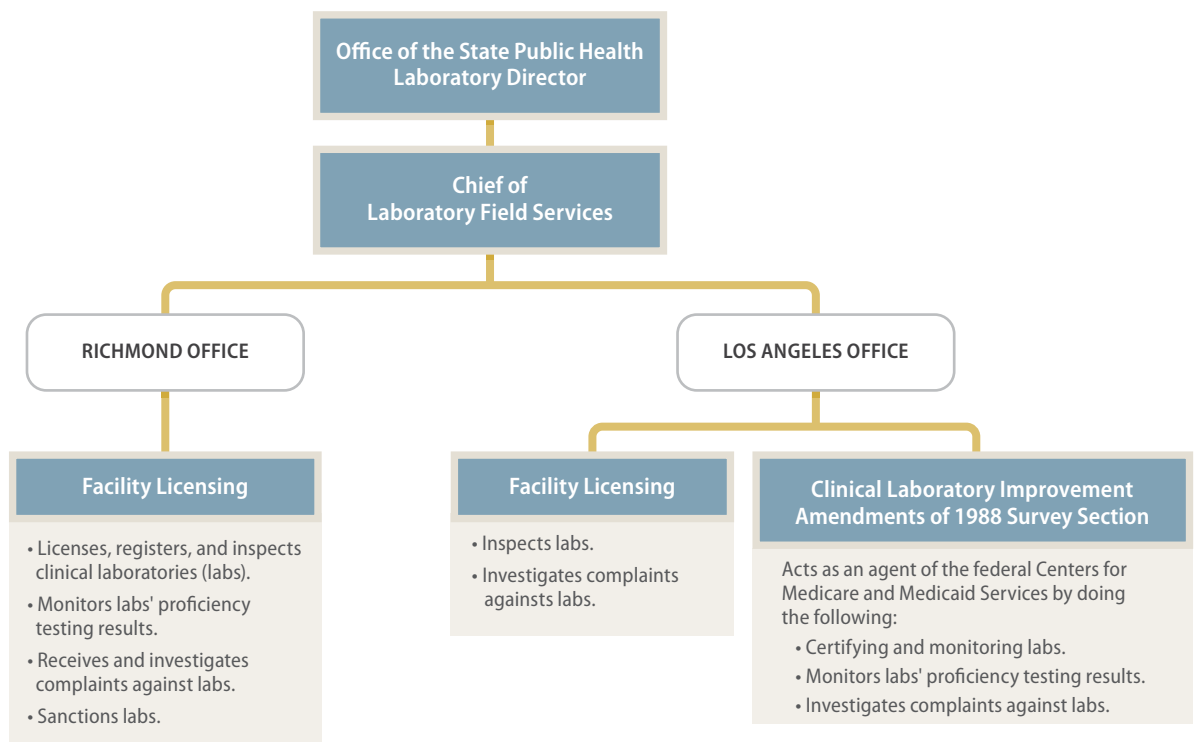 Office of the State Public Health
Laboratory Director
Chief of
Laboratory Field Services
RICHMOND OFFICE
LOS ANGELES OFFICE
Facility Licensing
• Licenses, registers, and inspects
clinical laboratories (labs).
• Monitors labs' proficiency
testing results.
• Receives and investigates
complaints against labs.
• Sanctions labs.
Facility Licensing
• Inspects labs.
• Investigates complaints
againsts labs.
Clinical Laboratory Improvement
Amendments of 1988 Survey Section
Acts as an agent of the federal Centers for
Medicare and Medicaid Services by doing
the following:
• Certifying and monitoring labs.
• Monitors labs' proficiency testing results.
• Investigates complaints against labs.